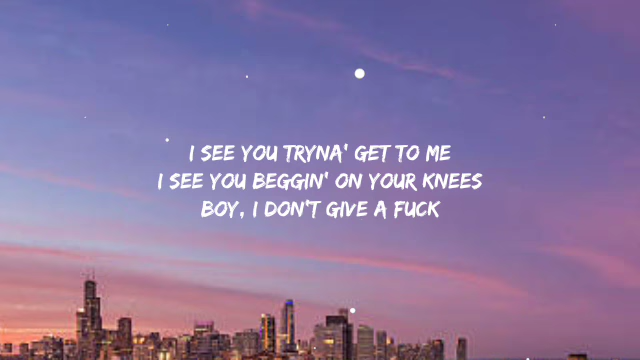 I SEE YOU TRYNA' GET TO ME
I SEE YOU BEGGIN' ON YOUR KNEES
BOY, I DON'T GIVE A FUCK